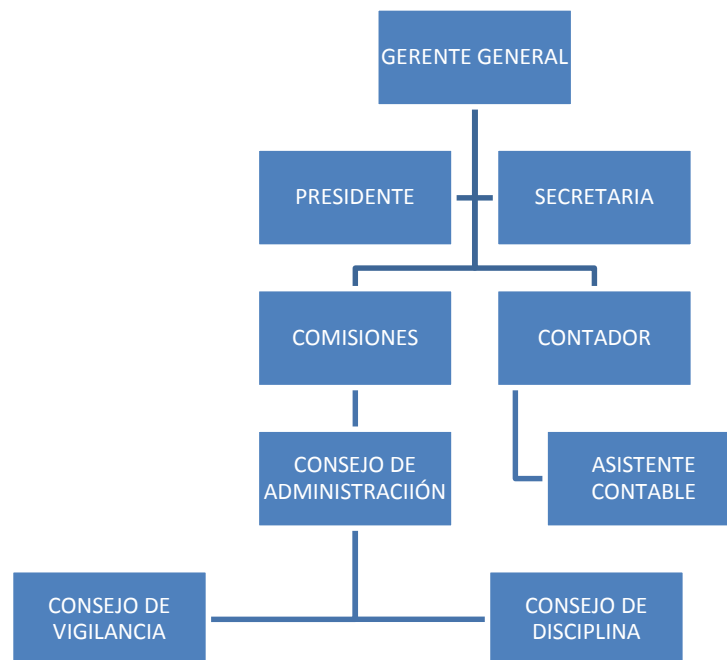 GERENTE GENERAL
PRESIDENTE
SECRETARIA
COMISIONES
CONTADOR
CONSEJO DE
ADMINISTRACIIÓN
ASISTENTE
CONTABLE
CONSEJO DE
VIGILANCIA
CONSEJO DE
DISCIPLINA